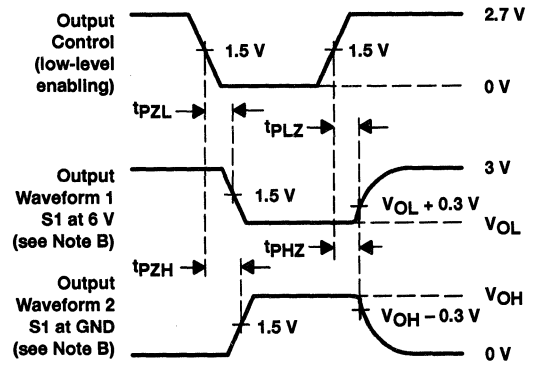 Output
Control
(low-level
enabling)
1.5 V
1.5 V
2.7 V
0 V
tPZL
tPLZ
Output
Waveform 1
S1 at 6 V
(see Note B)
1.5 V
3 V
VOL + 0.3 V
VOL
tPHZ
tPZH
Output
Waveform 2
S1 at GND
(see Note B)
1.5 V
VOH
VOH – 0.3 V
0 V